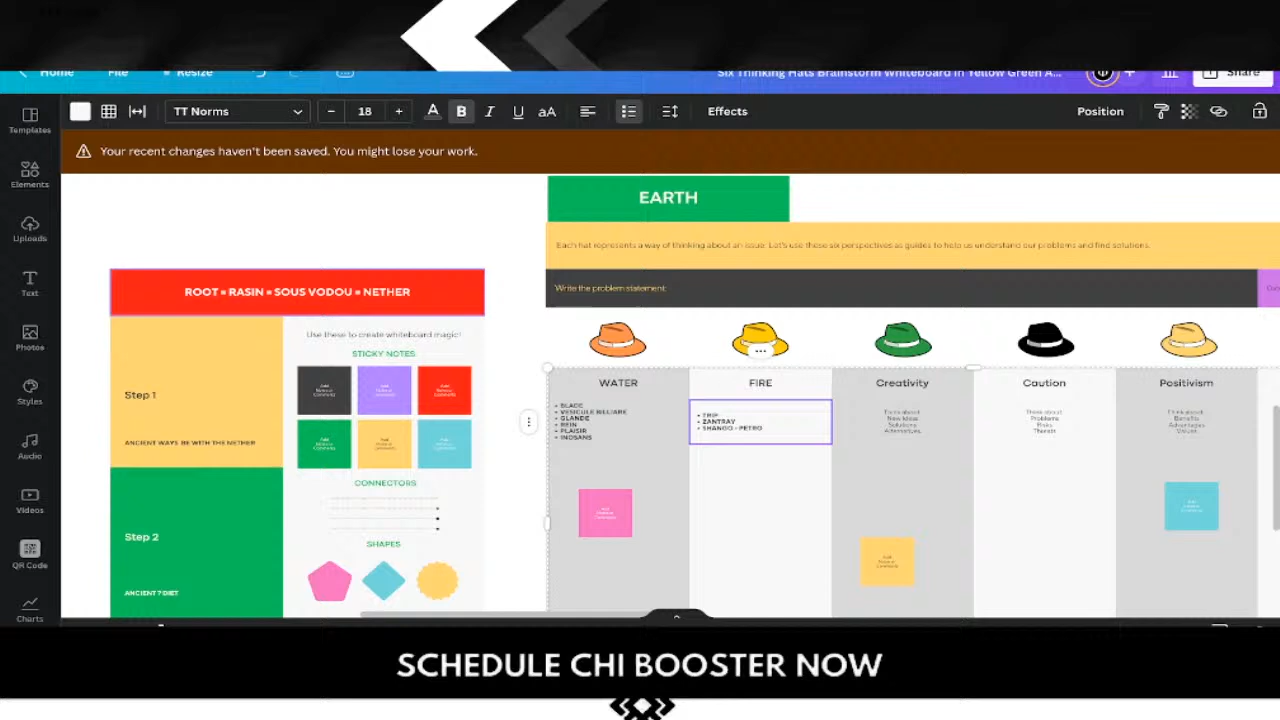 Home File Resize Six Thinking Hats Brainstorm Whiteboard in Yellow Green A... Share
TT Norms 18 B I U aA Effects Position
Templates
Elements
Uploads
Text
Photos
Styles
Audio
Videos
QR Code
Charts
Your recent changes haven't been saved. You might lose your work.
EARTH
Each hat represents a way of thinking about an issue. Let's use these six perspectives as guides to help us understand our problems and find solutions.
Write the problem statement:
ROOT = RASIN = SOUS VODOU = NETHER
Step 1
ANCIENT WAYS BE WITH THE NETHER
Step 2
ANCIENT 7 DIET
Use these to create whiteboard magic!
STICKY NOTES
CONNECTORS
SHAPES
WATER
• GLACE
• VESICULE BILLIARE
• GLANDE
• REIN
• PLAISIR
• INOSANS
FIRE
• TRIP
• ZANTRAY
• SHANGO - PETRO
Creativity
Think about:
New Ideas
Solutions
Alternatives
Caution
Think about:
Problems
Risks
Threats
Positivism
Think about:
Benefits
Advantages
Values
SCHEDULE CHI BOOSTER NOW